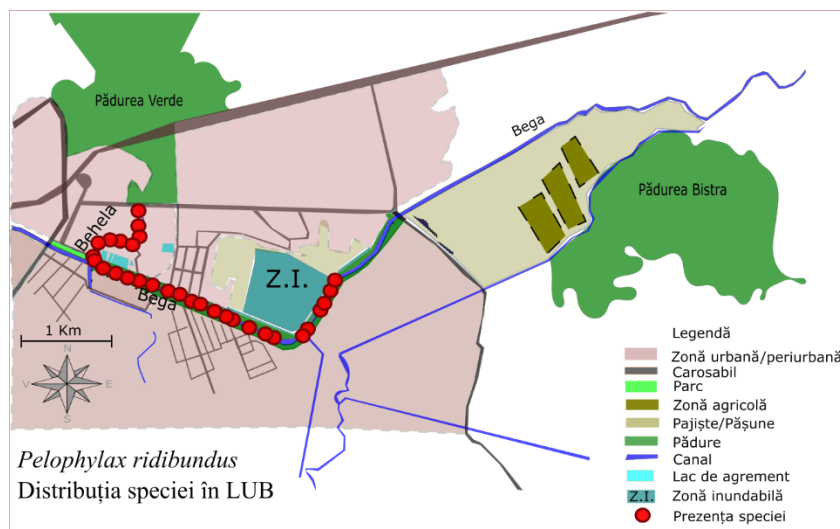 Pădurea Verde
Bega
Pădurea Bistra
Behela
Z.I.
Bega
1 Km
N
V
E
S
Legendă
Zonă urbană/periurbană
Carosabil
Parc
Zonă agricolă
Pajiște/Pășune
Pădure
Canal
Lac de agrement
Z.I. Zonă inundabilă
Prezența speciei
Pelophylax ridibundus
Distribuția speciei în LUB